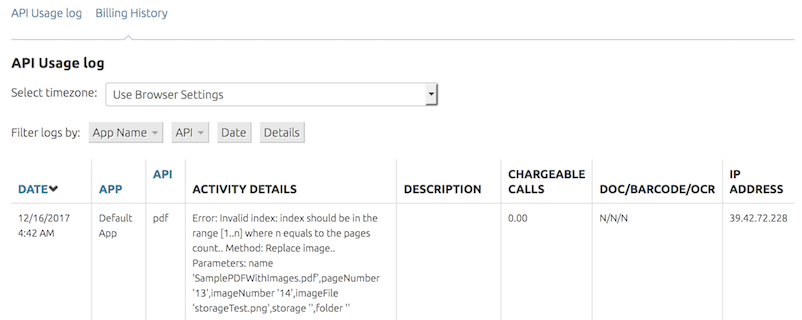 API Usage log Billing History
API Usage log
Select timezone: Use Browser Settings
Filter logs by: App Name API Date Details
DATE APP API ACTIVITY DETAILS DESCRIPTION CHARGEABLE CALLS DOC/BARCODE/OCR IP ADDRESS
12/16/2017 4:42 AM
Default App
pdf
Error: Invalid index: index should be in the
range [1..n] where n equals to the pages
count.. Method: Replace image..
Parameters: name
'SamplePDFWithImages.pdf',pageNumber
'13',imageNumber '14',imageFile
'storageTest.png',storage '',folder ''
0.00
N/N/N
39.42.72.228